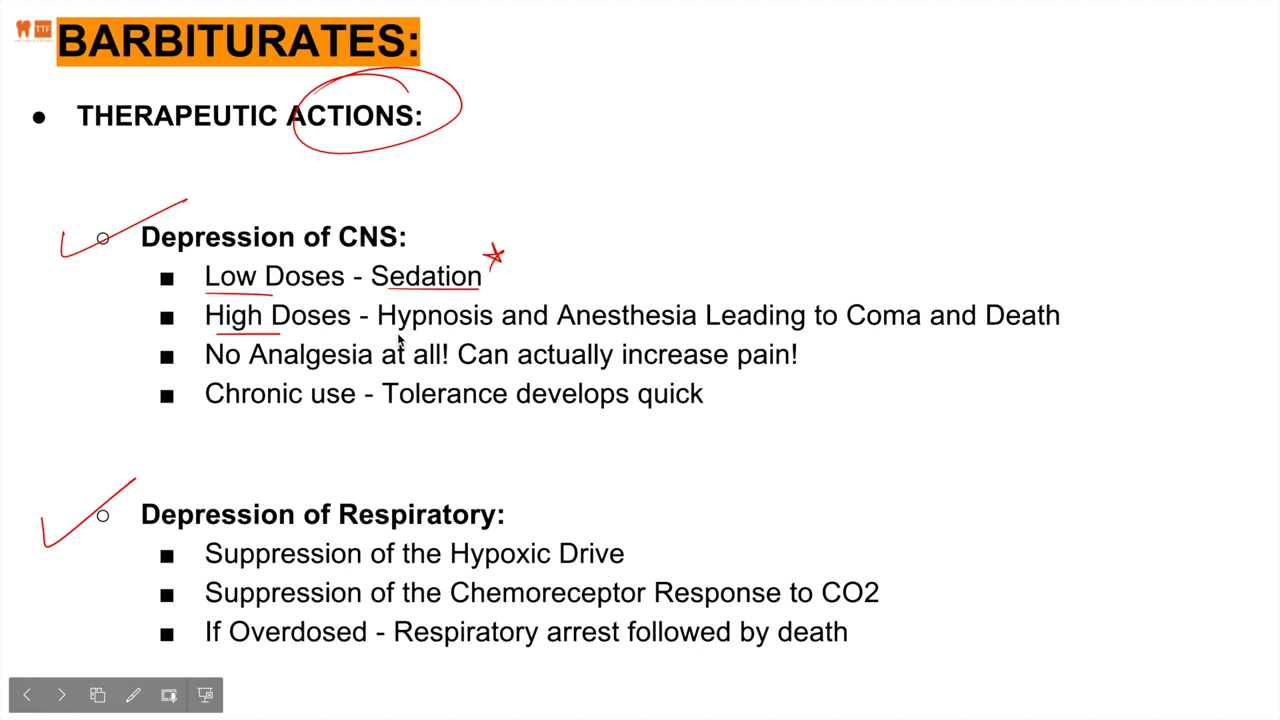 TTF
BARBITURATES:
● THERAPEUTIC ACTIONS:
○ Depression of CNS:
■ Low Doses - Sedation
■ High Doses - Hypnosis and Anesthesia Leading to Coma and Death
■ No Analgesia at all! Can actually increase pain!
■ Chronic use - Tolerance develops quick
○ Depression of Respiratory:
■ Suppression of the Hypoxic Drive
■ Suppression of the Chemoreceptor Response to CO2
■ If Overdosed - Respiratory arrest followed by death